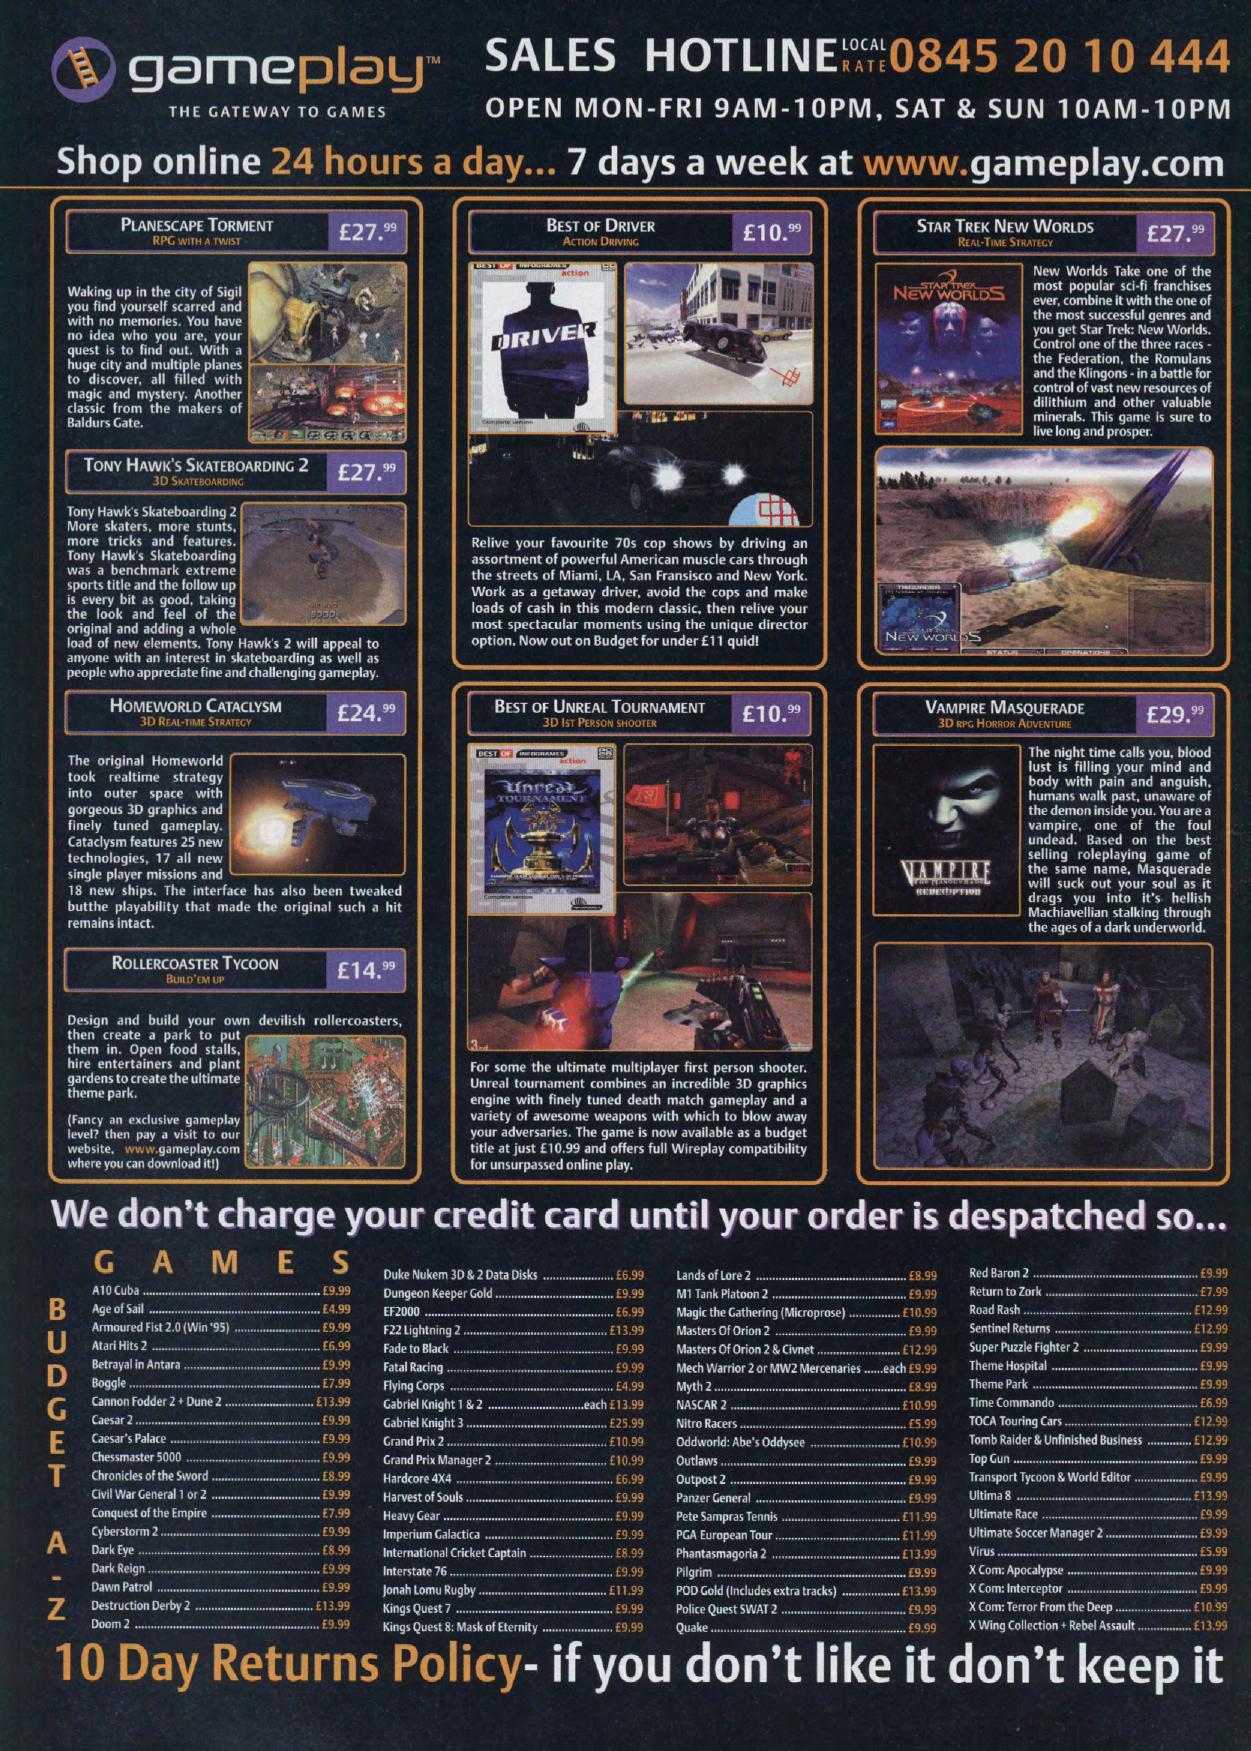 gameplay™
THE GATEWAY TO GAMES
SALES HOTLINE LOCAL RATE 0845 20 10 444
OPEN MON-FRI 9AM-10PM, SAT & SUN 10AM-10PM
Shop online 24 hours a day... 7 days a week at www.gameplay.com
PLANESCAPE TORMENT
RPG WITH A TWIST
£27.99
Waking up in the city of Sigil
you find yourself scarred and
with no memories. You have
no idea who you are, your
quest is to find out. With a
huge city and multiple planes
to discover, all filled with
magic and mystery. Another
classic from the makers of
Baldurs Gate.
TONY HAWK'S SKATEBOARDING 2
3D SKATEBOARDING
£27.99
Tony Hawk's Skateboarding 2
More skaters, more stunts,
more tricks and features.
Tony Hawk's Skateboarding
was a benchmark extreme
sports title and the follow up
is every bit as good, taking
the look and feel of the
original and adding a whole
load of new elements. Tony Hawk's 2 will appeal to
anyone with an interest in skateboarding as well as
people who appreciate fine and challenging gameplay.
HOMEWORLD CATACLYSM
3D REAL-TIME STRATEGY
£24.99
The original Homeworld
took realtime strategy
into outer space with
gorgeous 3D graphics and
finely tuned gameplay.
Cataclysm features 25 new
technologies, 17 all new
single player missions and
18 new ships. The interface has also been tweaked
butthe playability that made the original such a hit
remains intact.
ROLLERCOASTER TYCOON
BUILD'EM UP
£14.99
Design and build your own devilish rollercoasters,
then create a park to put
them in. Open food stalls,
hire entertainers and plant
gardens to create the ultimate
theme park.
(Fancy an exclusive gameplay
level? then pay a visit to our
website, www.gameplay.com
where you can download it!)
BEST OF DRIVER
ACTION DRIVING
£10.99
BEST OF INFOGRAMES
action
DRIVER
Complete version
Relive your favourite 70s cop shows by driving an
assortment of powerful American muscle cars through
the streets of Miami, LA, San Fransisco and New York.
Work as a getaway driver, avoid the cops and make
loads of cash in this modern classic, then relive your
most spectacular moments using the unique director
option. Now out on Budget for under £11 quid!
BEST OF UNREAL TOURNAMENT
3D 1ST PERSON SHOOTER
£10.99
BEST OF INFOGRAMES
action
Unreal
TOURNAMENT
Complete version
3rd
For some the ultimate multiplayer first person shooter.
Unreal tournament combines an incredible 3D graphics
engine with finely tuned death match gameplay and a
variety of awesome weapons with which to blow away
your adversaries. The game is now available as a budget
title at just £10.99 and offers full Wireplay compatibility
for unsurpassed online play.
STAR TREK NEW WORLDS
REAL-TIME STRATEGY
£27.99
STAR TREK
NEW WORLDS
New Worlds Take one of the
most popular sci-fi franchises
ever, combine it with the one of
the most successful genres and
you get Star Trek: New Worlds.
Control one of the three races -
the Federation, the Romulans
and the Klingons - in a battle for
control of vast new resources of
dilithium and other valuable
minerals. This game is sure to
live long and prosper.
NEW WORLDS
STATUS
OPERATIONS
VAMPIRE MASQUERADE
3D RPG HORROR ADVENTURE
£29.99
VAMPIRE
THE MASQUERADE
REDEMPTION
The night time calls you, blood
lust is filling your mind and
body with pain and anguish,
humans walk past, unaware of
the demon inside you. You are a
vampire, one of the foul
undead. Based on the best
selling roleplaying game of
the same name, Masquerade
will suck out your soul as it
drags you into it's hellish
Machiavellian stalking through
the ages of a dark underworld.
We don't charge your credit card until your order is despatched so...
GAMES
BUDGET A-Z
A10 Cuba £9.99
Age of Sail £4.99
Armoured Fist 2.0 (Win '95) £9.99
Atari Hits 2 £6.99
Betrayal in Antara £9.99
Boggle £7.99
Cannon Fodder 2 + Dune 2 £13.99
Caesar 2 £9.99
Caesar's Palace £9.99
Chessmaster 5000 £9.99
Chronicles of the Sword £8.99
Civil War General 1 or 2 £9.99
Conquest of the Empire £7.99
Cyberstorm 2 £9.99
Dark Eye £8.99
Dark Reign £9.99
Dawn Patrol £9.99
Destruction Derby 2 £13.99
Doom 2 £9.99
Duke Nukem 3D & 2 Data Disks £6.99
Dungeon Keeper Gold £9.99
EF2000 £6.99
F22 Lightning 2 £13.99
Fade to Black £9.99
Fatal Racing £9.99
Flying Corps £4.99
Gabriel Knight 1 & 2 each £13.99
Gabriel Knight 3 £25.99
Grand Prix 2 £10.99
Grand Prix Manager 2 £10.99
Hardcore 4X4 £6.99
Harvest of Souls £9.99
Heavy Gear £9.99
Imperium Galactica £9.99
International Cricket Captain £8.99
Interstate 76 £9.99
Jonah Lomu Rugby £11.99
Kings Quest 7 £9.99
Kings Quest 8: Mask of Eternity £9.99
Lands of Lore 2 £8.99
M1 Tank Platoon 2 £9.99
Magic the Gathering (Microprose) £10.99
Masters Of Orion 2 £9.99
Masters Of Orion 2 & Civnet £12.99
Mech Warrior 2 or MW2 Mercenaries each £9.99
Myth 2 £8.99
NASCAR 2 £10.99
Nitro Racers £5.99
Oddworld: Abe's Oddysee £10.99
Outlaws £9.99
Outpost 2 £9.99
Panzer General £9.99
Pete Sampras Tennis £11.99
PGA European Tour £11.99
Phantasmagoria 2 £13.99
Pilgrim £9.99
POD Gold (Includes extra tracks) £13.99
Police Quest SWAT 2 £9.99
Quake £9.99
Red Baron 2 £9.99
Return to Zork £7.99
Road Rash £12.99
Sentinel Returns £12.99
Super Puzzle Fighter 2 £9.99
Theme Hospital £9.99
Theme Park £9.99
Time Commando £6.99
TOCA Touring Cars £12.99
Tomb Raider & Unfinished Business £12.99
Top Gun £9.99
Transport Tycoon & World Editor £9.99
Ultima 8 £13.99
Ultimate Race £9.99
Ultimate Soccer Manager 2 £9.99
Virus £5.99
X Com: Apocalypse £9.99
X Com: Interceptor £9.99
X Com: Terror From the Deep £10.99
X Wing Collection + Rebel Assault £13.99
10 Day Returns Policy- if you don't like it don't keep it